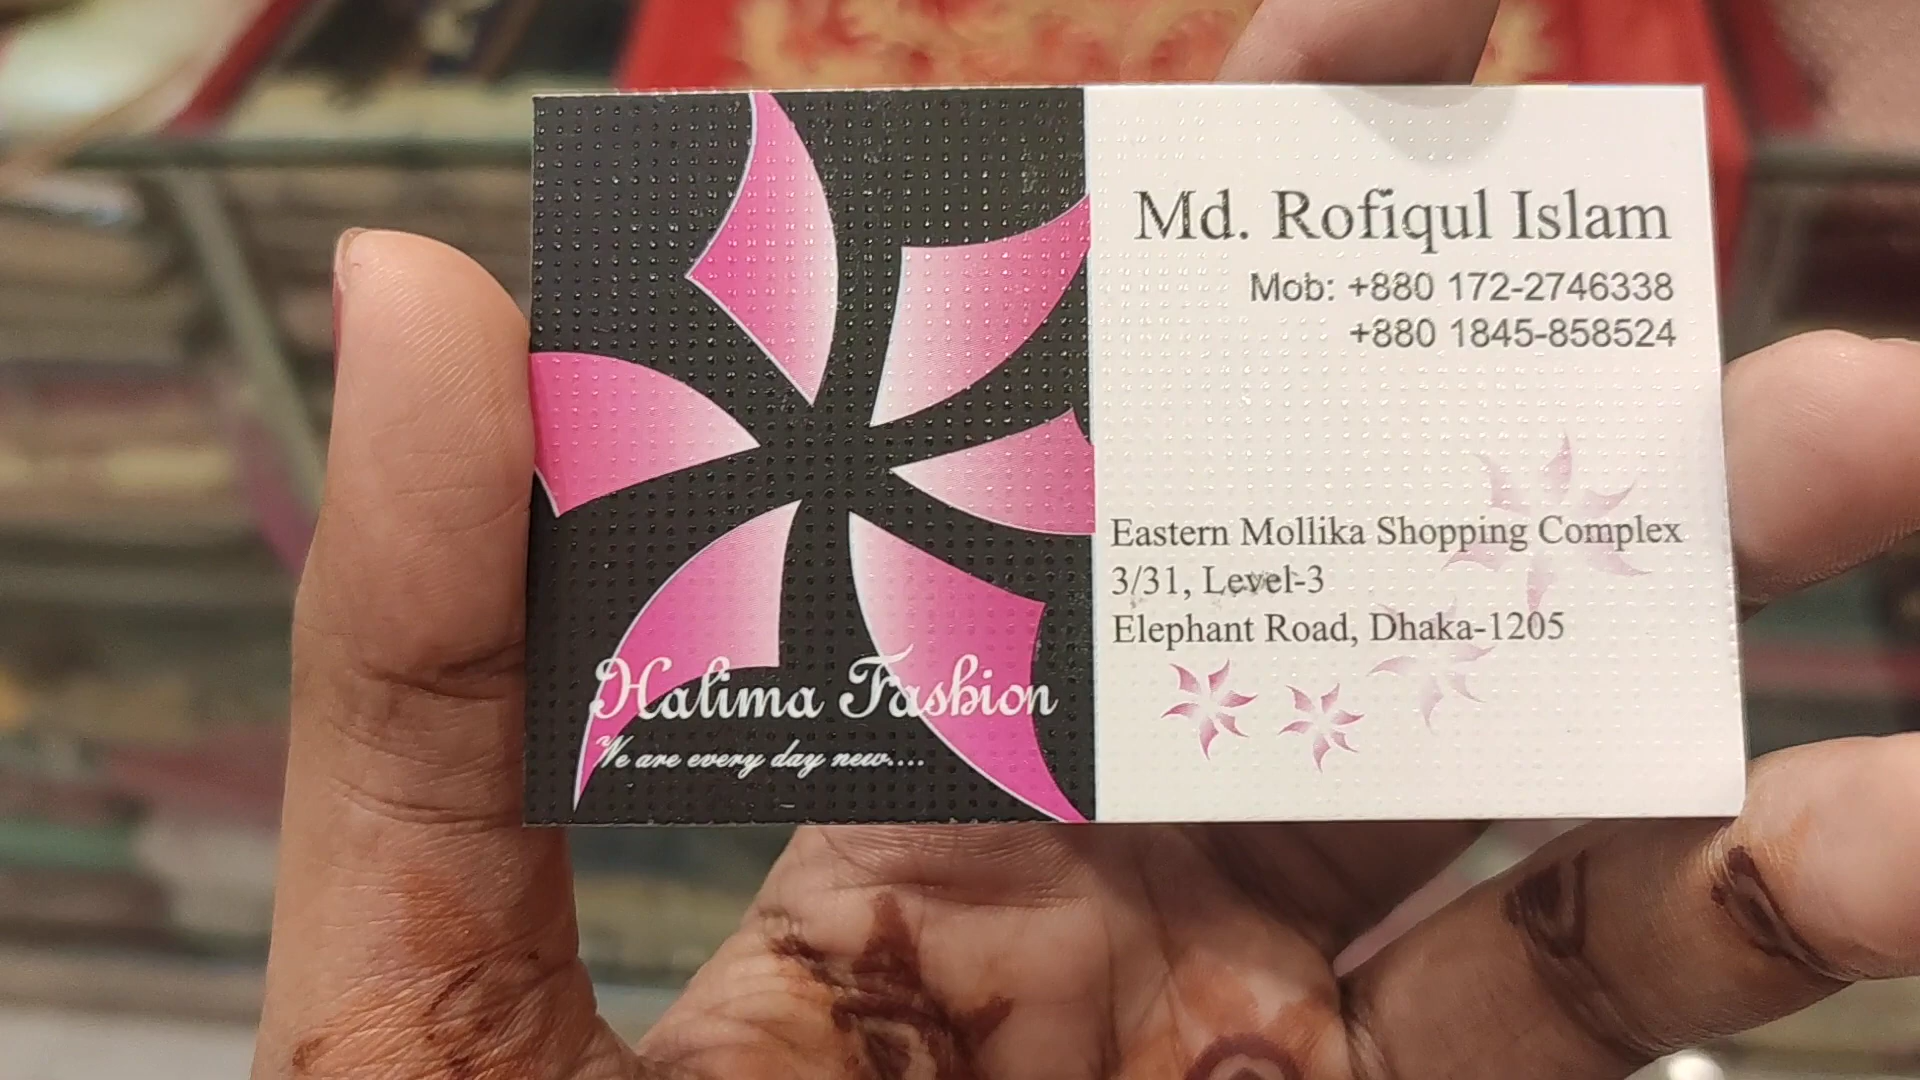 Halima Fashion
We are every day new....
Md. Rofiqul Islam
Mob: +880 172-2746338
+880 1845-858524
Eastern Mollika Shopping Complex
3/31, Level-3
Elephant Road, Dhaka-1205